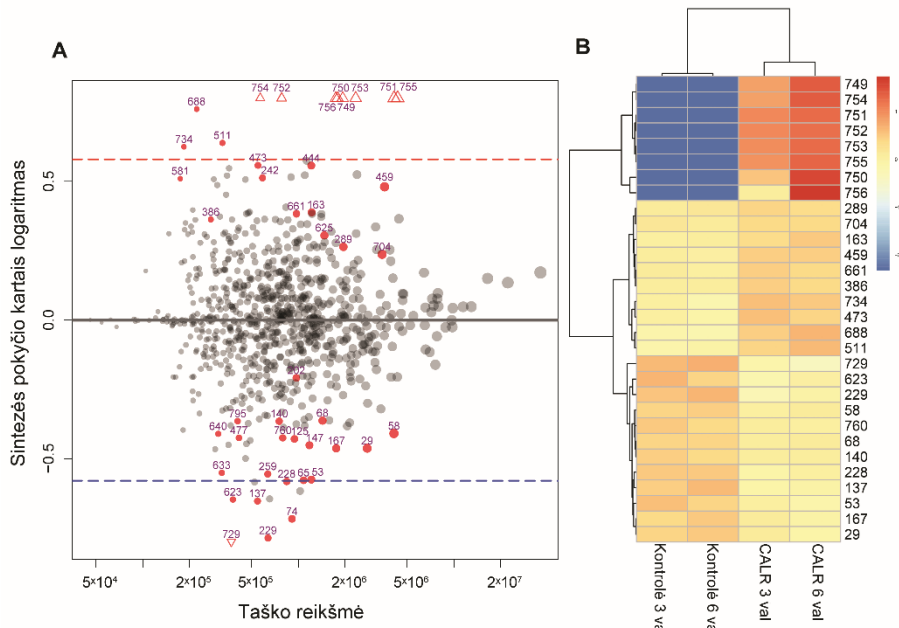 A
754 752 750 753 751 755
756 749
688
734 511
473 444
581 242 459
386 661 163
625
289 704
202
795 140 68
640 477 760 125 58
147 167 29
633 259 228 65 53
623 137
74
729 229
0.5
0.0
−0.5
5×10⁴ 2×10⁵ 5×10⁵ 2×10⁶ 5×10⁶ 2×10⁷
Taško reikšmė
Sintezės pokyčio kartais logaritmas
B
749
754
751
752
753
755
750
756
289
704
163
459
661
386
734
473
688
511
729
623
229
58
760
68
140
228
137
53
167
29
Kontrolė 3 va
Kontrolė 6 va
CALR 3 val
CALR 6 val